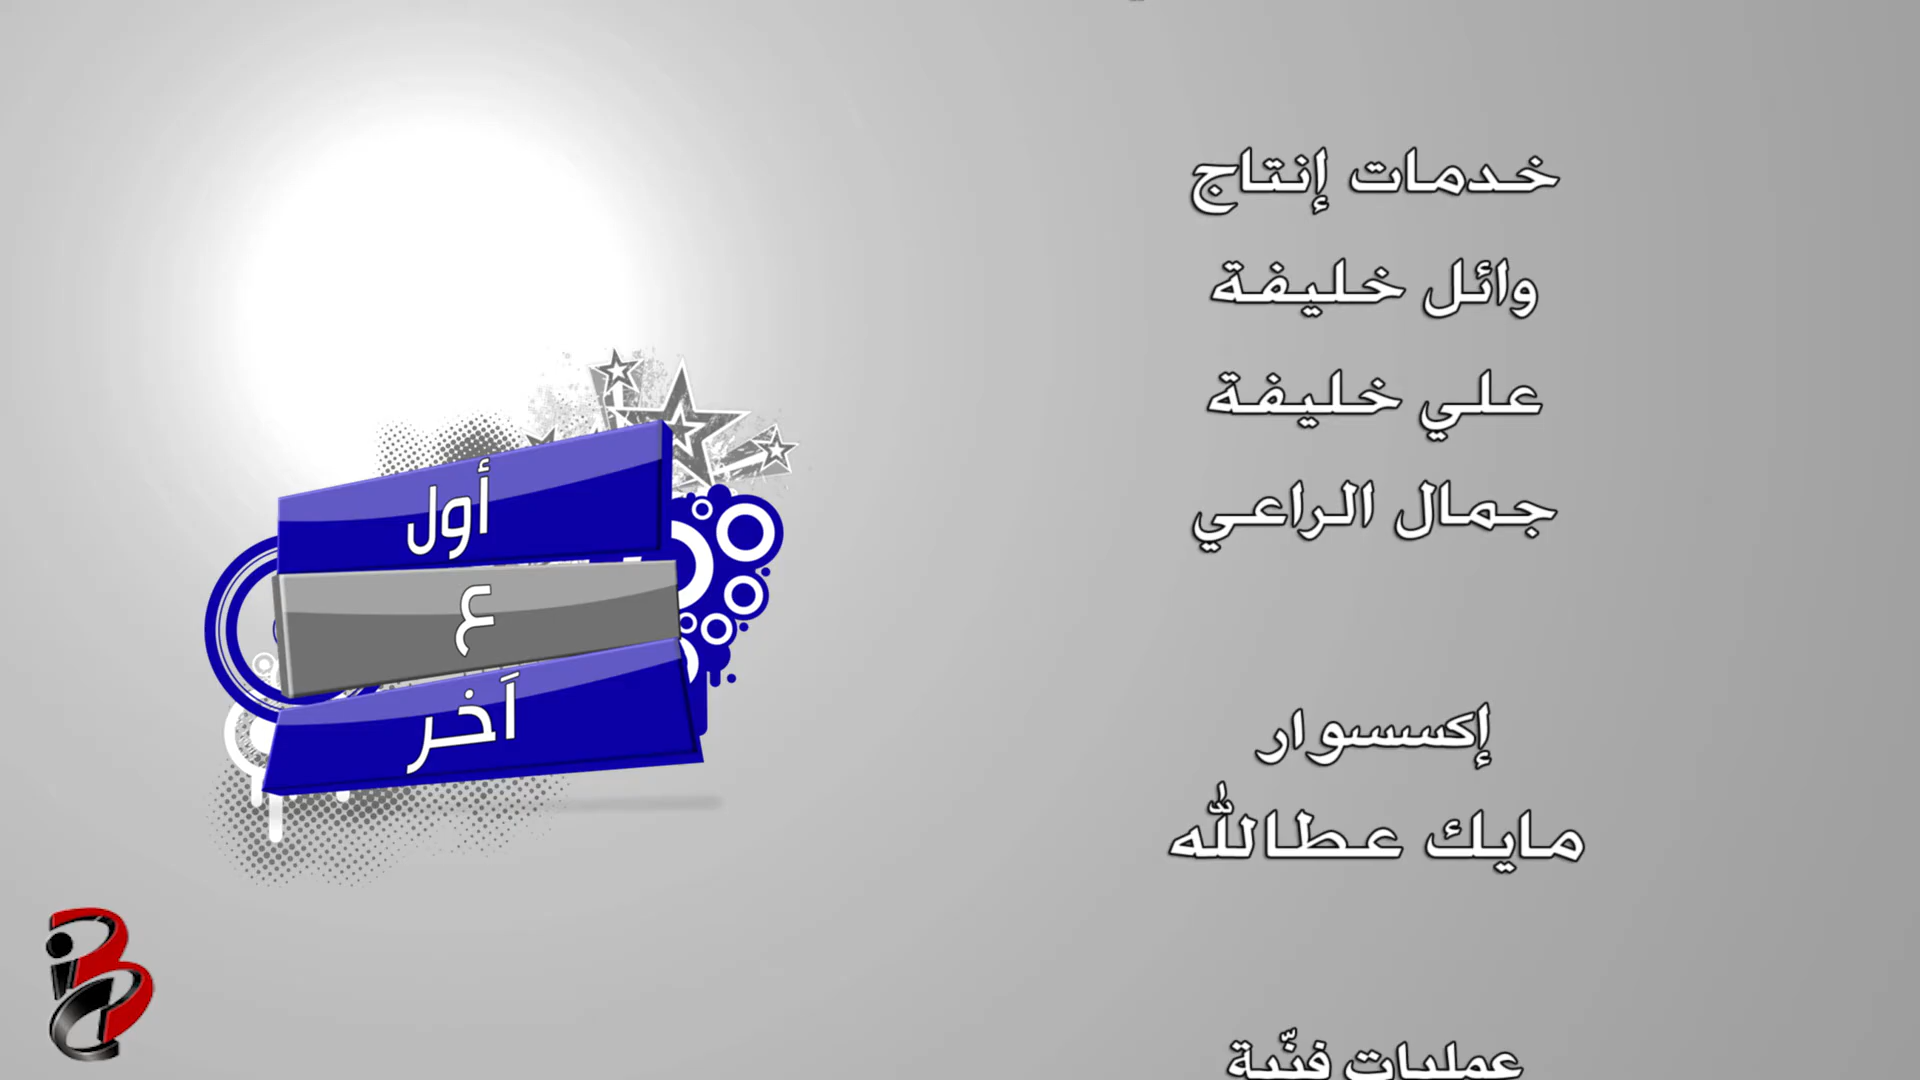 أول
ع
آخر
خدمات إنتاج
وائل خليفة
علي خليفة
جمال الراعي
إكسسوار
مايك عطالله
عمليات فنّية